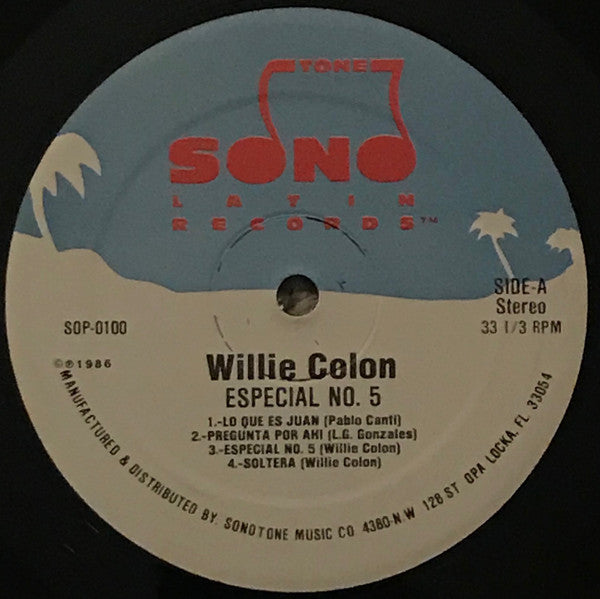 TONE
SONO
LATIN
RECORDS™
SIDE-A
Stereo
33 1/3 RPM
SOP-0100
©℗1986
Willie Colon
ESPECIAL NO. 5
1.-LO QUE ES JUAN (Pablo Canti)
2.-PREGUNTA POR AHI (L.G. Gonzales)
3.-ESPECIAL NO. 5 (Willie Colon)
4.-SOLTERA (Willie Colon)
MANUFACTURED & DISTRIBUTED BY. SONOTONE MUSIC CO 4380-N.W 128 ST OPA LOCKA, FL 33054